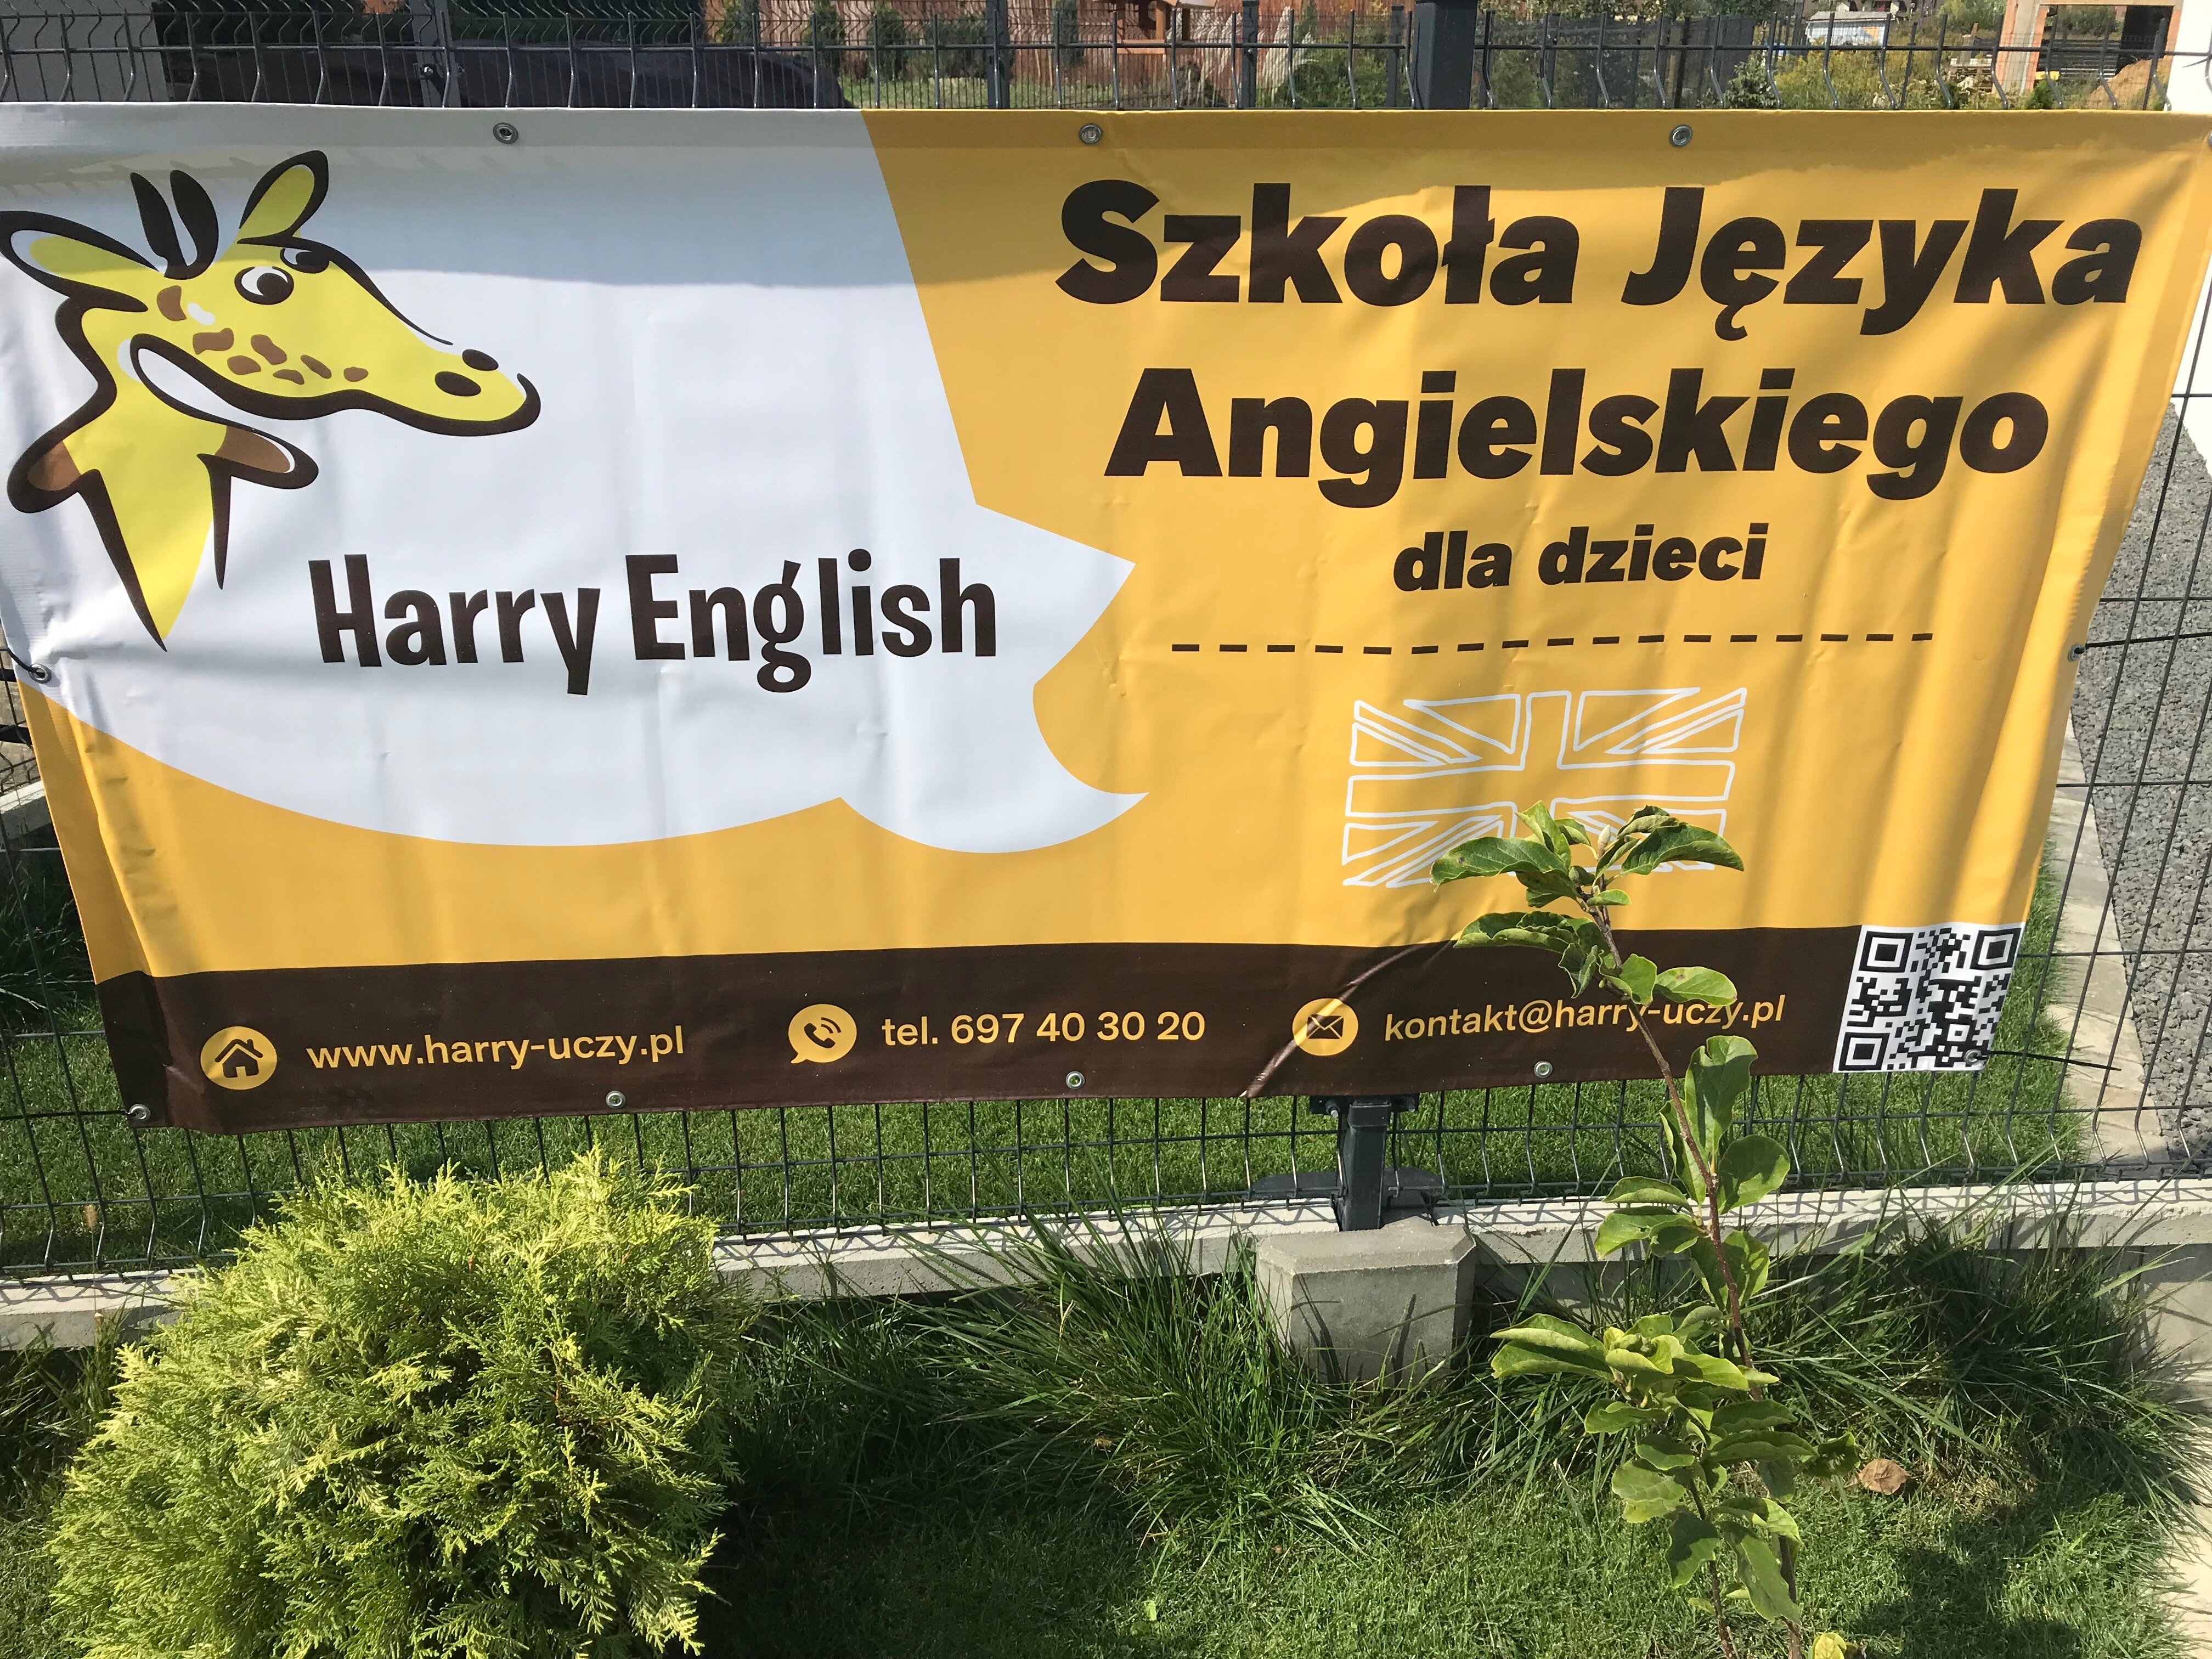 Harry English
Szkoła Języka
Angielskiego
dla dzieci
www.harry-uczy.pl
tel. 697 40 30 20
kontakt@harry-uczy.pl